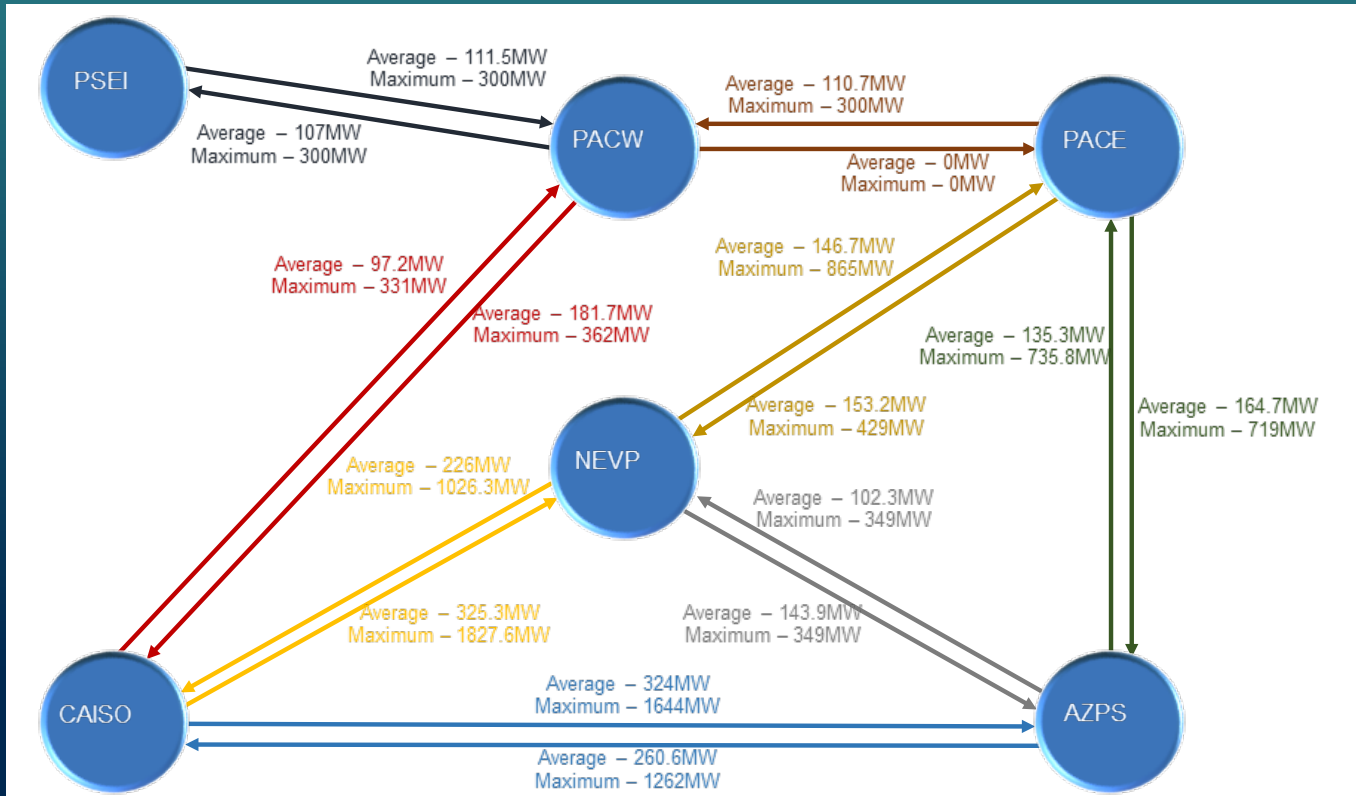 PSEI
Average – 111.5MW
Maximum – 300MW
Average – 107MW
Maximum – 300MW
PACW
Average – 110.7MW
Maximum – 300MW
PACE
Average – 0MW
Maximum – 0MW
Average – 97.2MW
Maximum – 331MW
Average – 181.7MW
Maximum – 362MW
Average – 146.7MW
Maximum – 865MW
Average – 135.3MW
Maximum – 735.8MW
Average – 153.2MW
Maximum – 429MW
Average – 164.7MW
Maximum – 719MW
NEVP
Average – 226MW
Maximum – 1026.3MW
Average – 102.3MW
Maximum – 349MW
Average – 325.3MW
Maximum – 1827.6MW
Average – 143.9MW
Maximum – 349MW
CAISO
Average – 324MW
Maximum – 1644MW
AZPS
Average – 260.6MW
Maximum – 1262MW